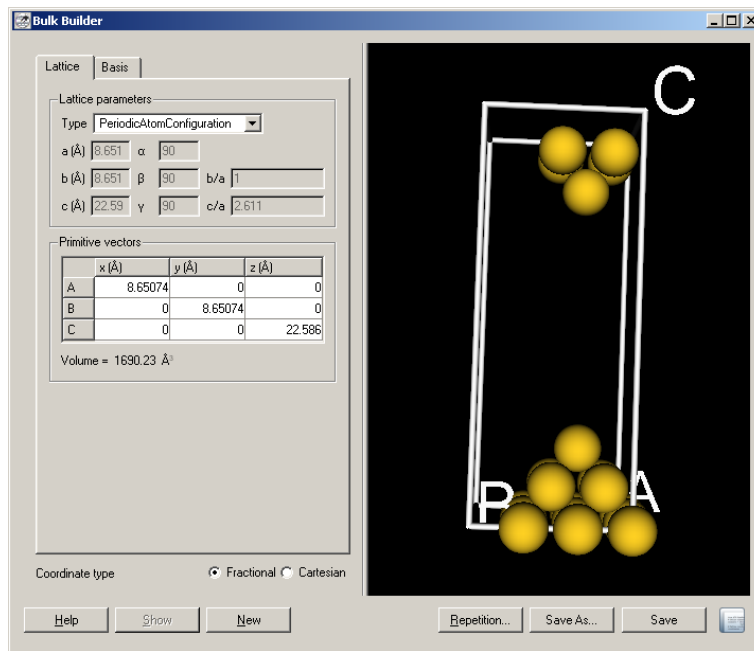 Bulk Builder
Lattice Basis
Lattice parameters
Type PeriodicAtomConfiguration
a (Å) 8.651 α 90
b (Å) 8.651 β 90 b/a 1
c (Å) 22.59 γ 90 c/a 2.611
Primitive vectors
x (Å) y (Å) z (Å)
A 8.65074 0 0
B 0 8.65074 0
C 0 0 22.586
Volume = 1690.23 Å³
Coordinate type Fractional Cartesian
Help Show New Repetition... Save As... Save
C
B A